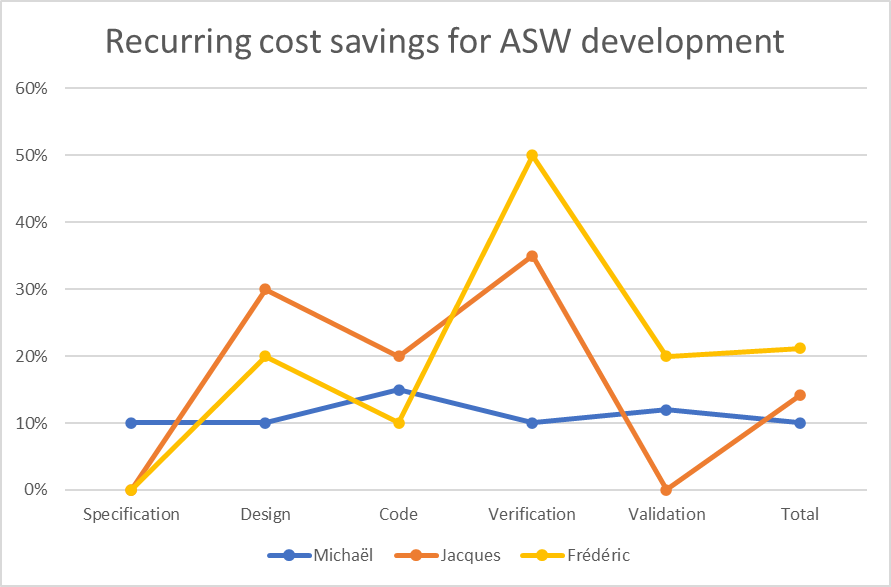 Recurring cost savings for ASW development
60%
50%
40%
30%
20%
10%
0%
Specification Design Code Verification Validation Total
Michaël Jacques Frédéric